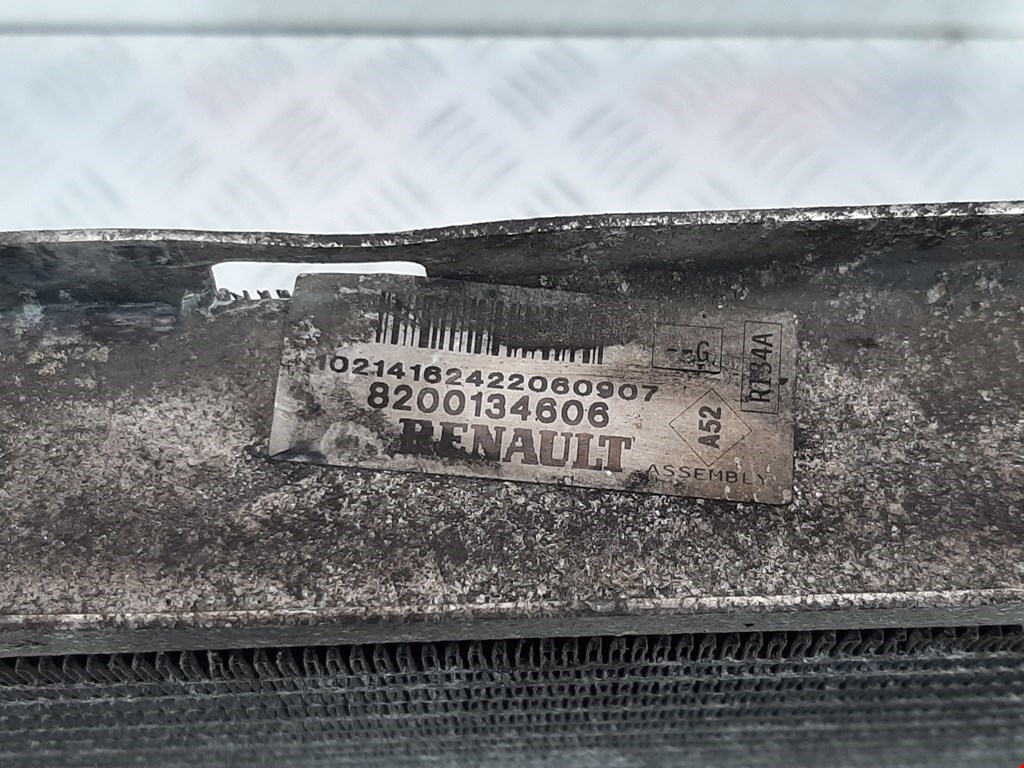 10214162422060907
8200134606
RENAULT
A52
R134A
ASSEMBLY